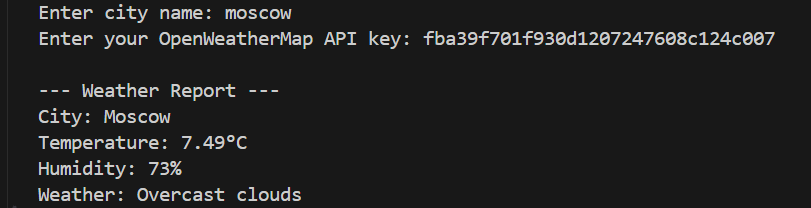 Enter city name: moscow
Enter your OpenWeatherMap API key: fba39f701f930d1207247608c124c007
--- Weather Report ---
City: Moscow
Temperature: 7.49°C
Humidity: 73%
Weather: Overcast clouds